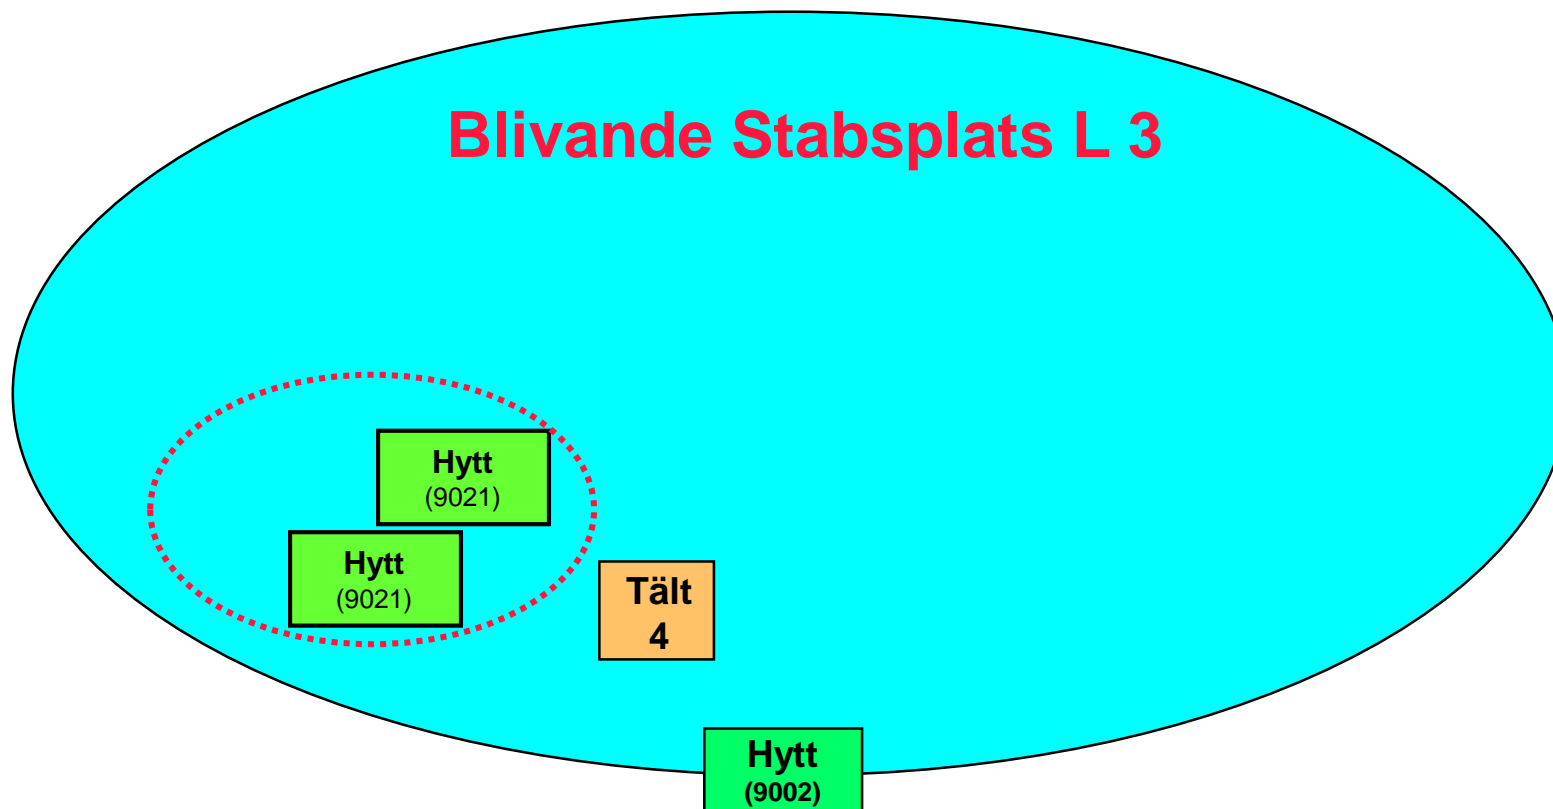 Blivande Stabsplats L 3
Hytt
(9021)
Hytt
(9021)
Tält
4
Hytt
(9002)